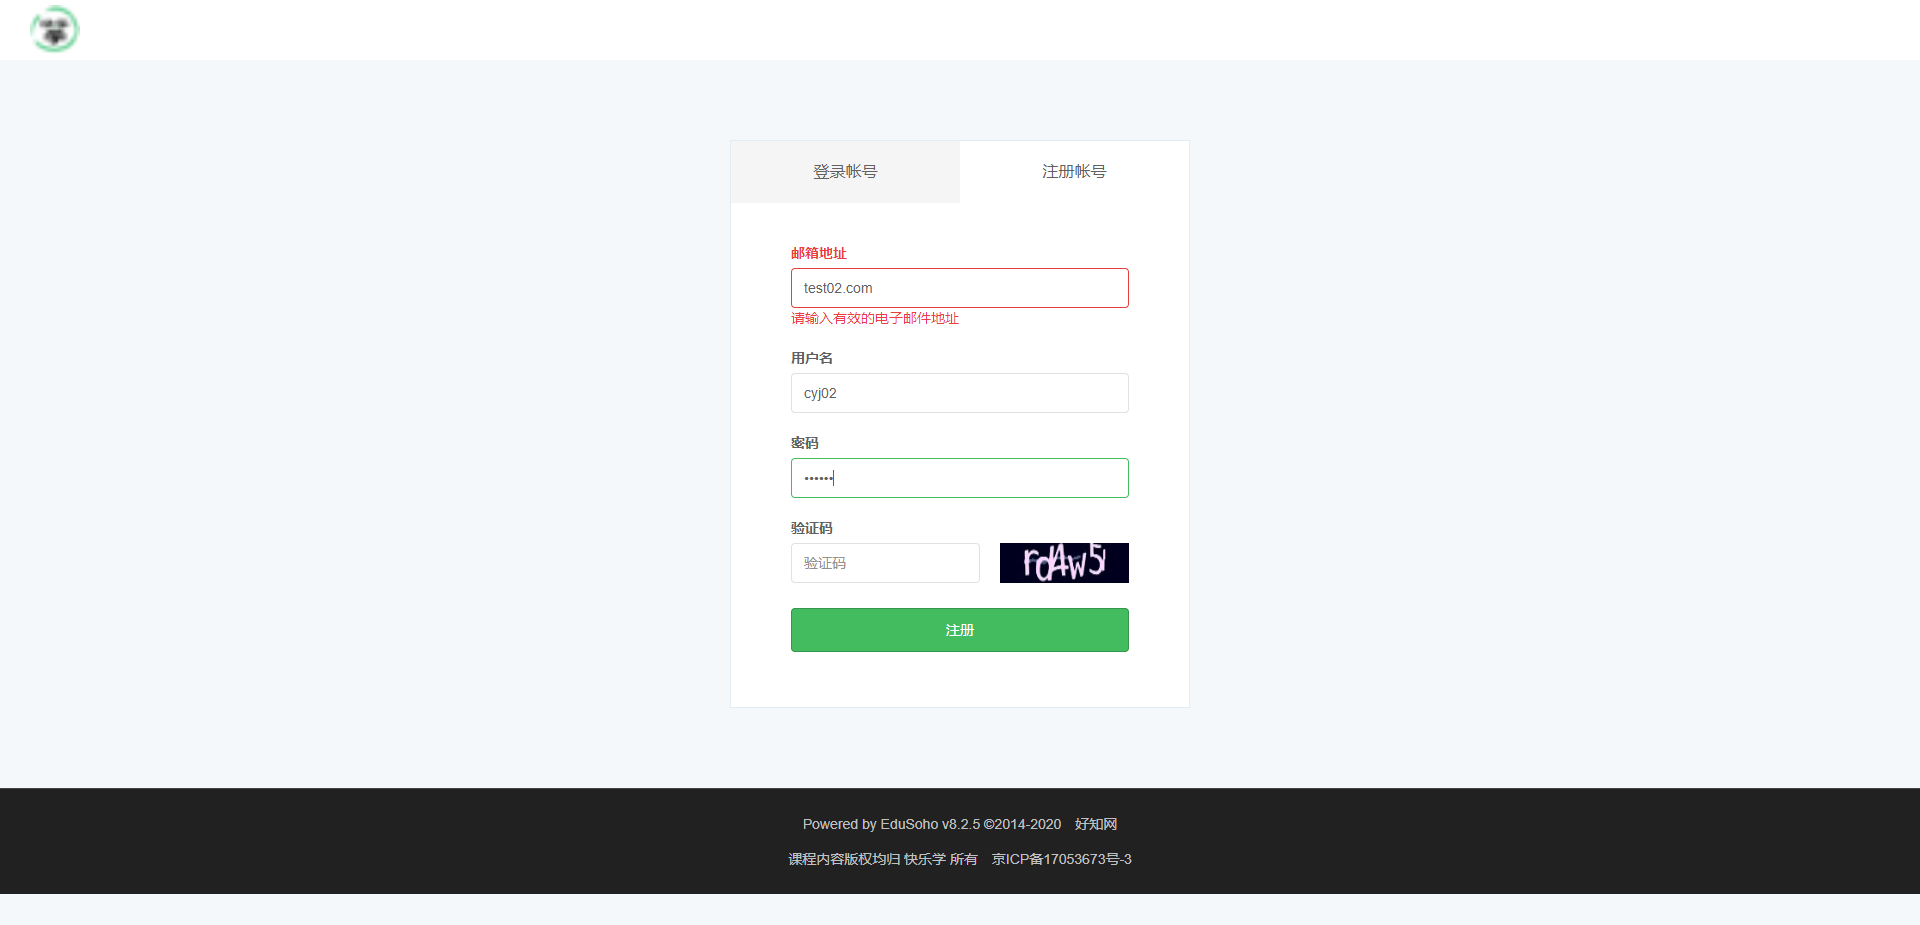 登录帐号
注册帐号
邮箱地址
test02.com
请输入有效的电子邮件地址
用户名
cyj02
密码
••••••
验证码
验证码
rd4w5i
注册
Powered by EduSoho v8.2.5 ©2014-2020 好知网
课程内容版权均归 快乐学 所有 京ICP备17053673号-3